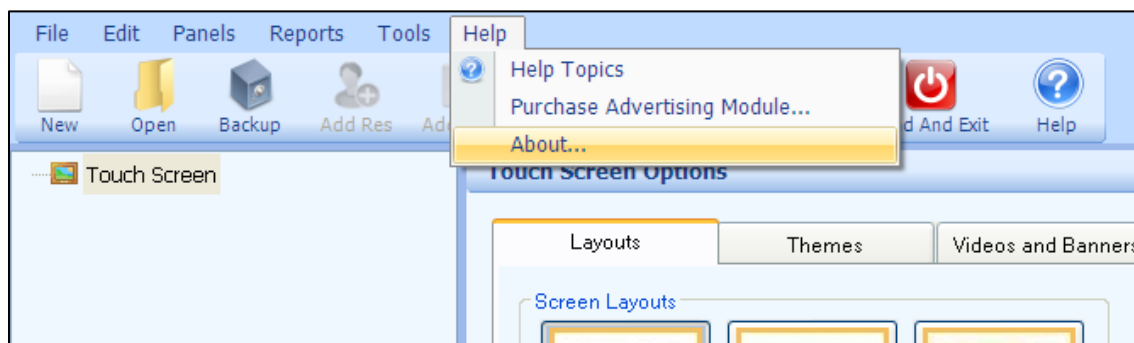 File Edit Panels Reports Tools Help
Help Topics
Purchase Advertising Module...
About...
New Open Backup Add Res Ad d And Exit Help
Touch Screen
Touch Screen Options
Layouts Themes Videos and Banners
Screen Layouts